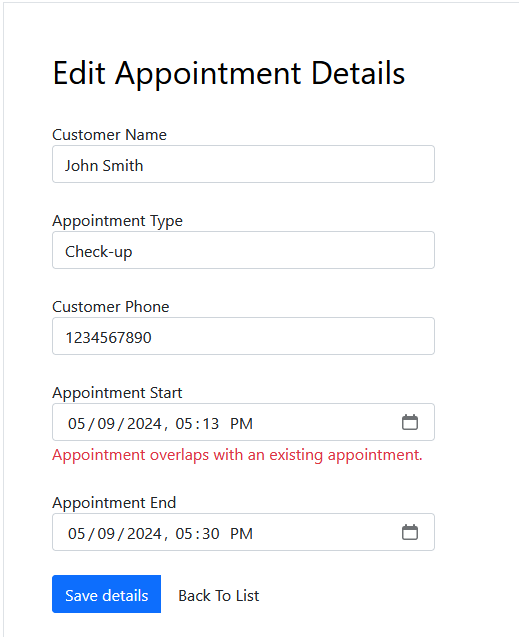 Edit Appointment Details
Customer Name
John Smith
Appointment Type
Check-up
Customer Phone
1234567890
Appointment Start
05/09/2024, 05:13 PM
Appointment overlaps with an existing appointment.
Appointment End
05/09/2024, 05:30 PM
Save details Back To List